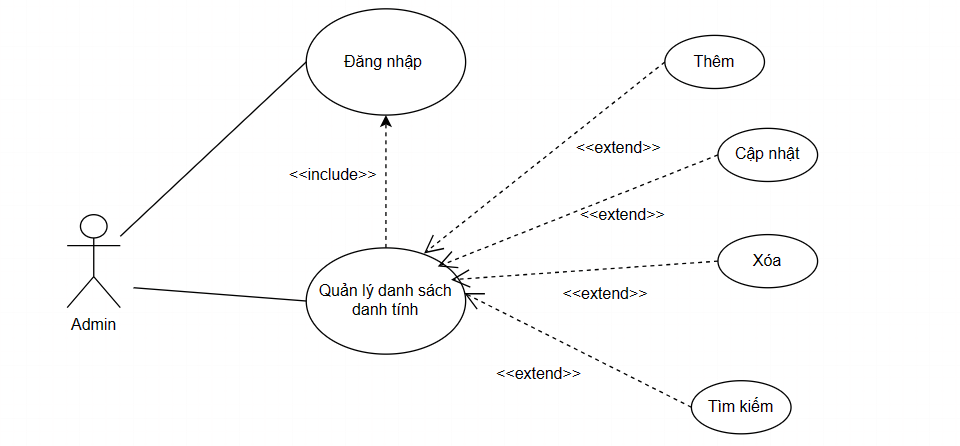 Đăng nhập
Thêm
<<extend>>
Cập nhật
<<include>>
<<extend>>
Xóa
Quản lý danh sách
danh tính
<<extend>>
Admin
<<extend>>
Tìm kiếm